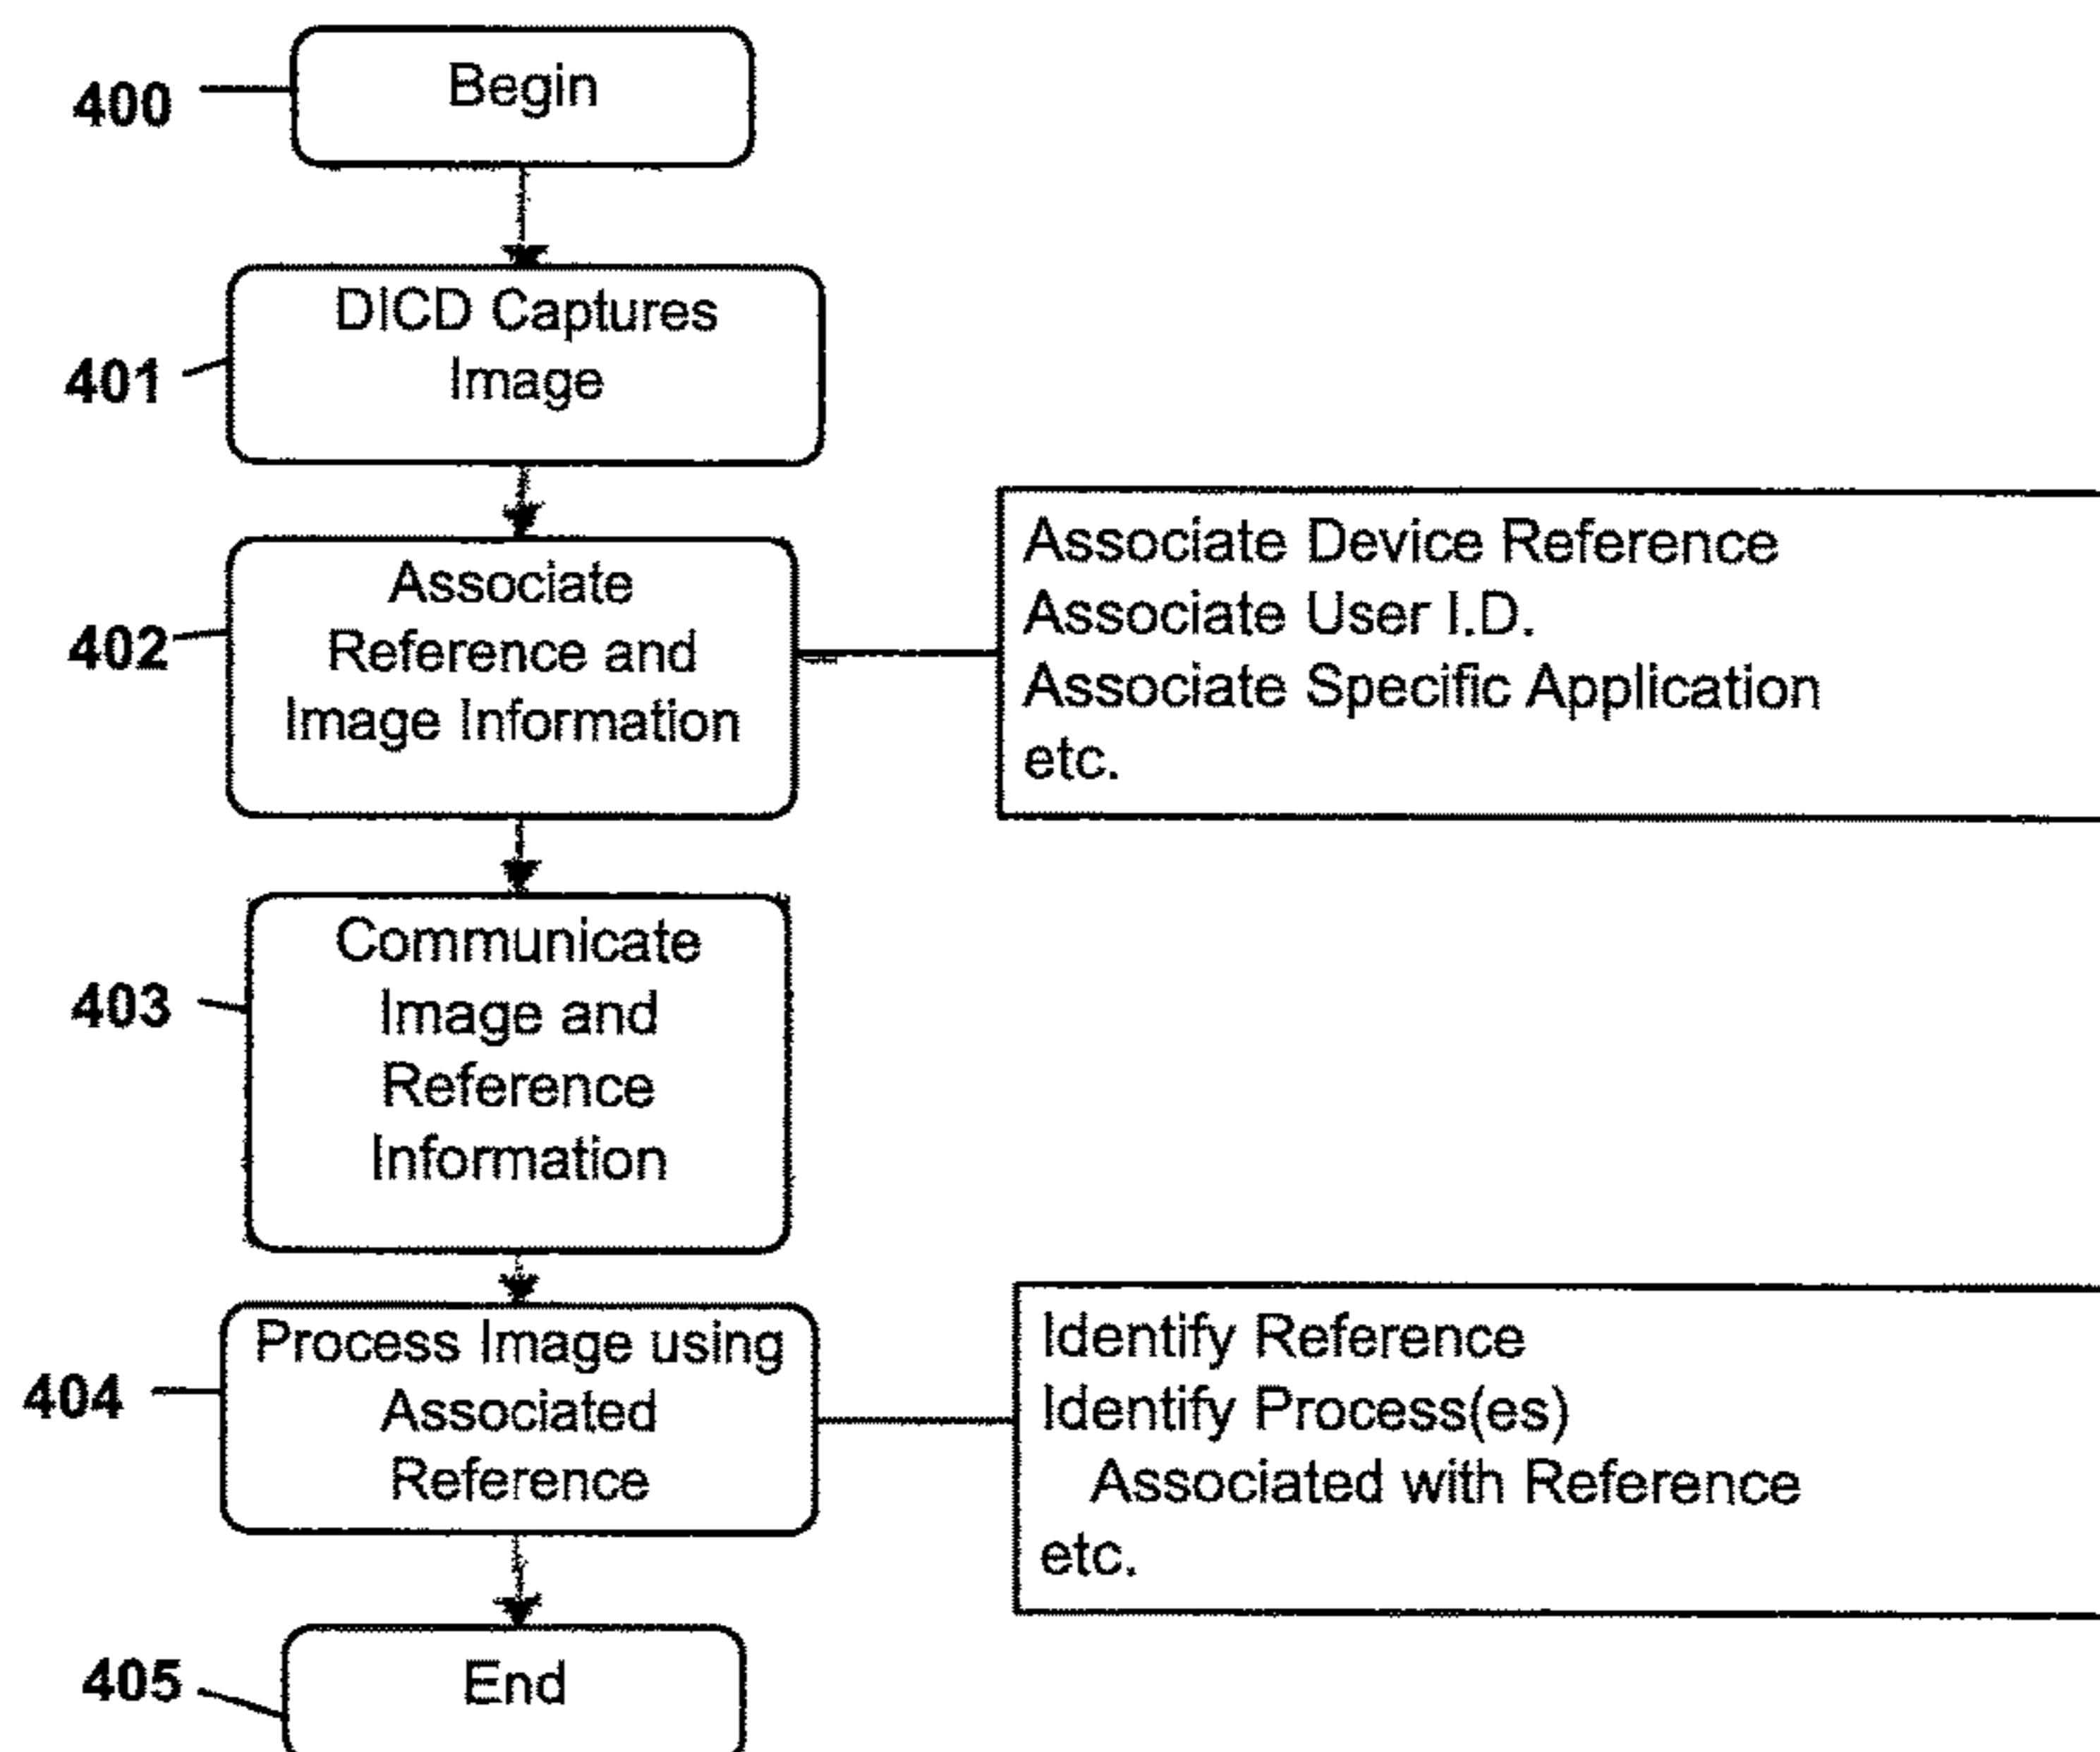 400
Begin
401
DICD Captures
Image
402
Associate
Reference and
Image Information
Associate Device Reference
Associate User I.D.
Associate Specific Application
etc.
403
Communicate
Image and
Reference
Information
404
Process Image using
Associated
Reference
Identify Reference
Identify Process(es)
Associated with Reference
etc.
405
End